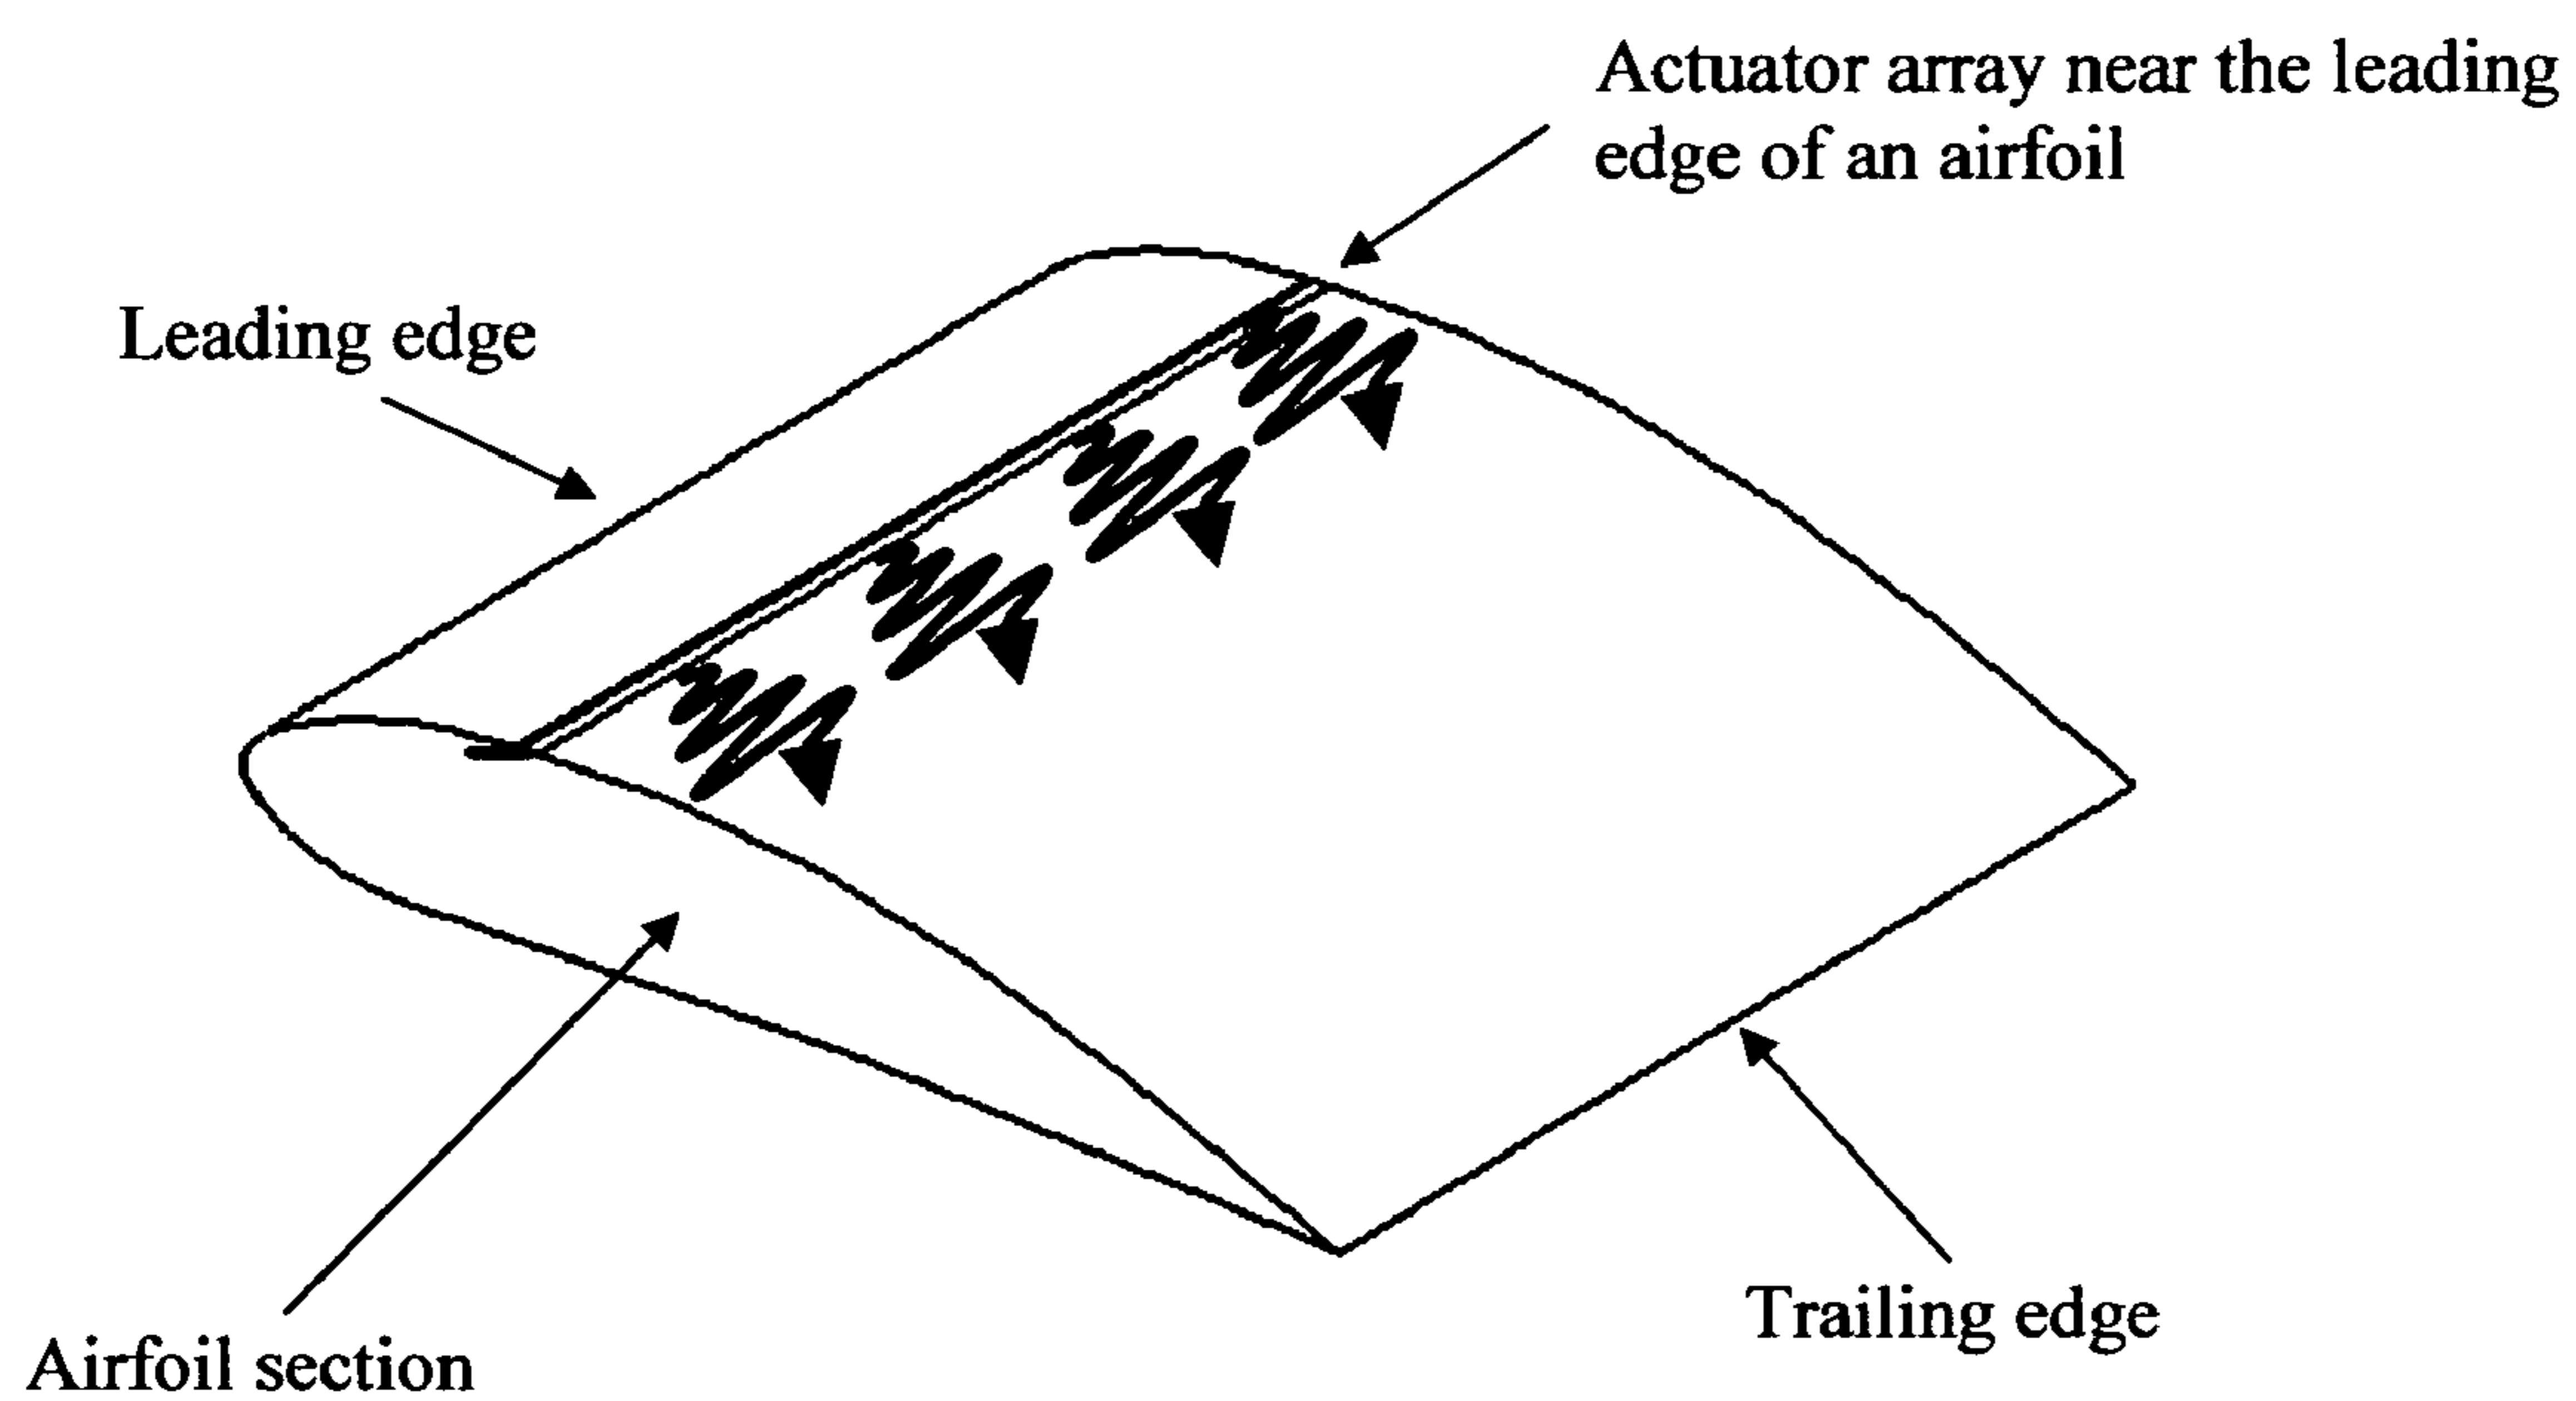 Actuator array near the leading
edge of an airfoil
Leading edge
Airfoil section
Trailing edge